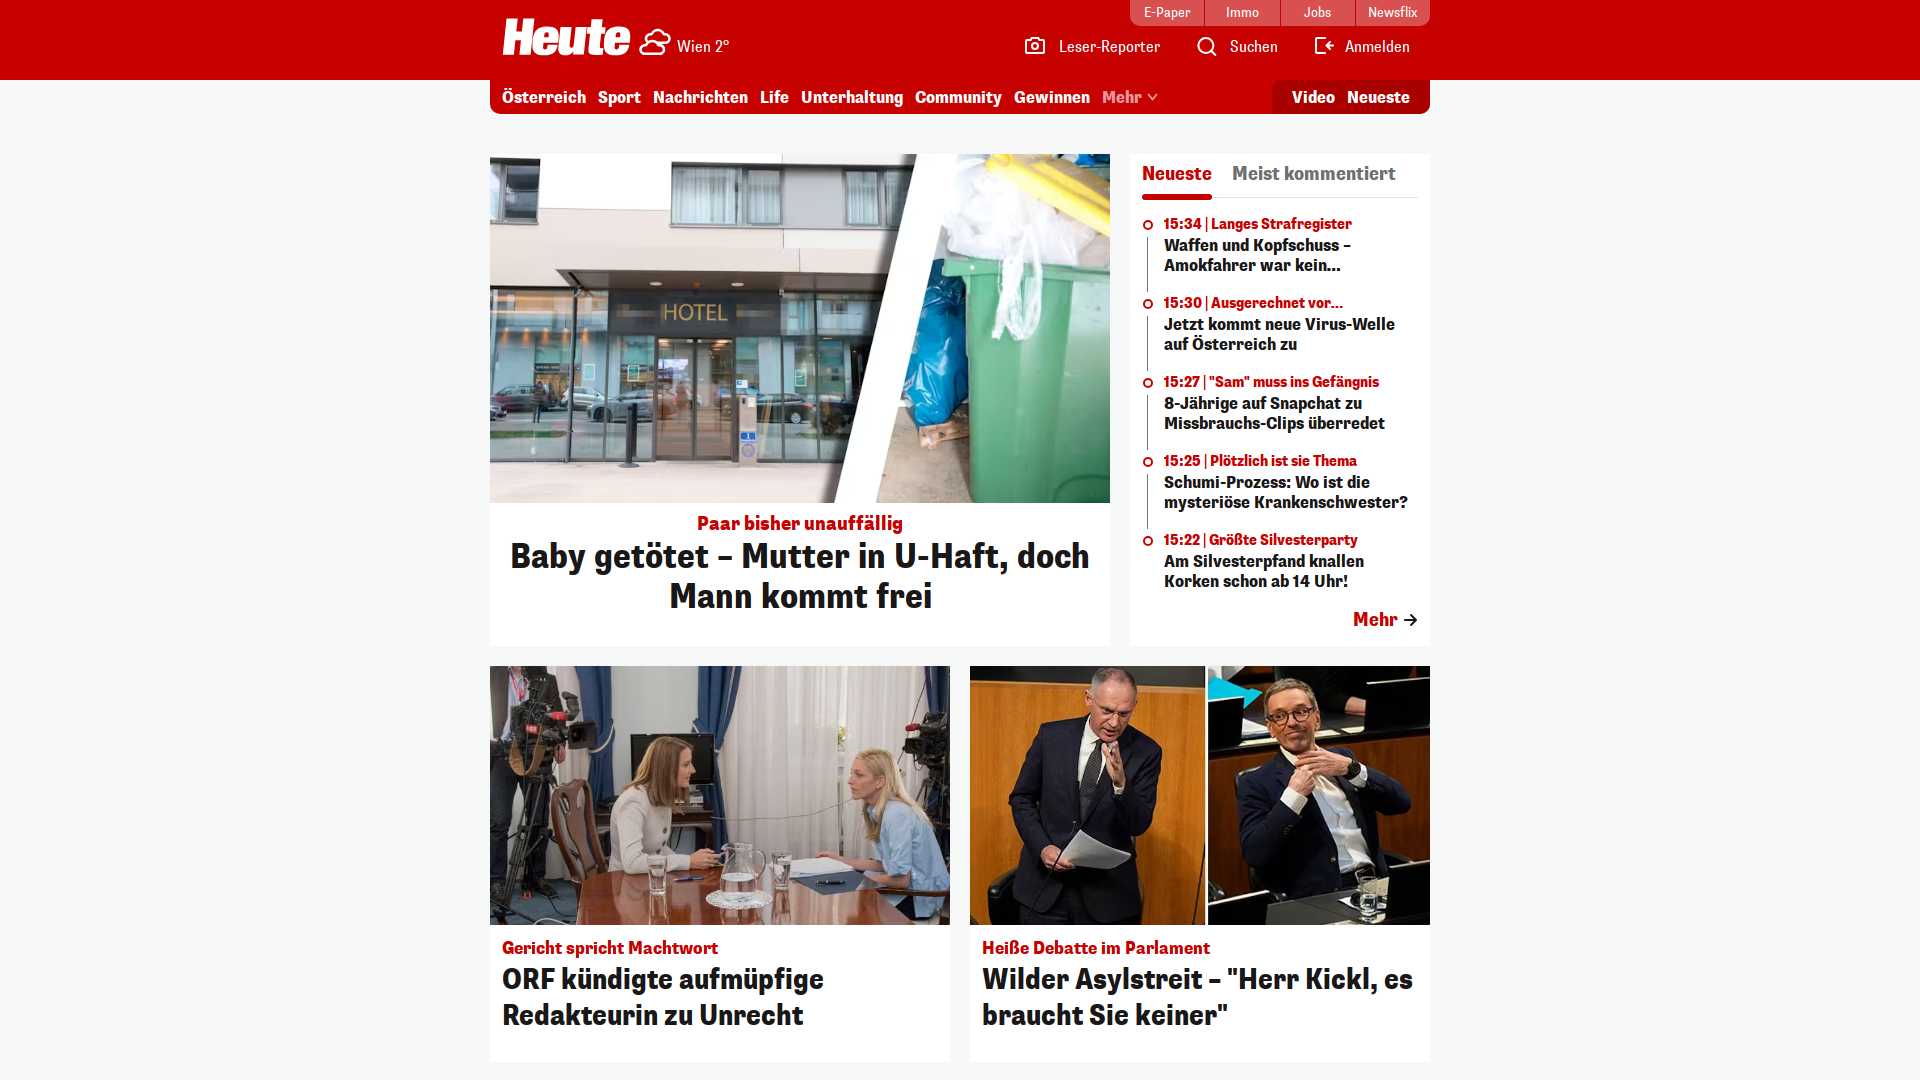 E-Paper
Immo
Jobs
Newsflix
Heute
Wien 2°
Leser-Reporter
Suchen
Anmelden
Österreich
Sport
Nachrichten
Life
Unterhaltung
Community
Gewinnen
Mehr
Video
Neueste
HOTEL
Paar bisher unauffällig
Baby getötet – Mutter in U-Haft, doch
Mann kommt frei
Neueste
Meist kommentiert
15:34 | Langes Strafregister
Waffen und Kopfschuss –
Amokfahrer war kein...
15:30 | Ausgerechnet vor...
Jetzt kommt neue Virus-Welle
auf Österreich zu
15:27 | "Sam" muss ins Gefängnis
8-Jährige auf Snapchat zu
Missbrauchs-Clips überredet
15:25 | Plötzlich ist sie Thema
Schumi-Prozess: Wo ist die
mysteriöse Krankenschwester?
15:22 | Größte Silvesterparty
Am Silvesterpfand knallen
Korken schon ab 14 Uhr!
Mehr
Gericht spricht Machtwort
ORF kündigte aufmüpfige
Redakteurin zu Unrecht
Heiße Debatte im Parlament
Wilder Asylstreit – "Herr Kickl, es
braucht Sie keiner"